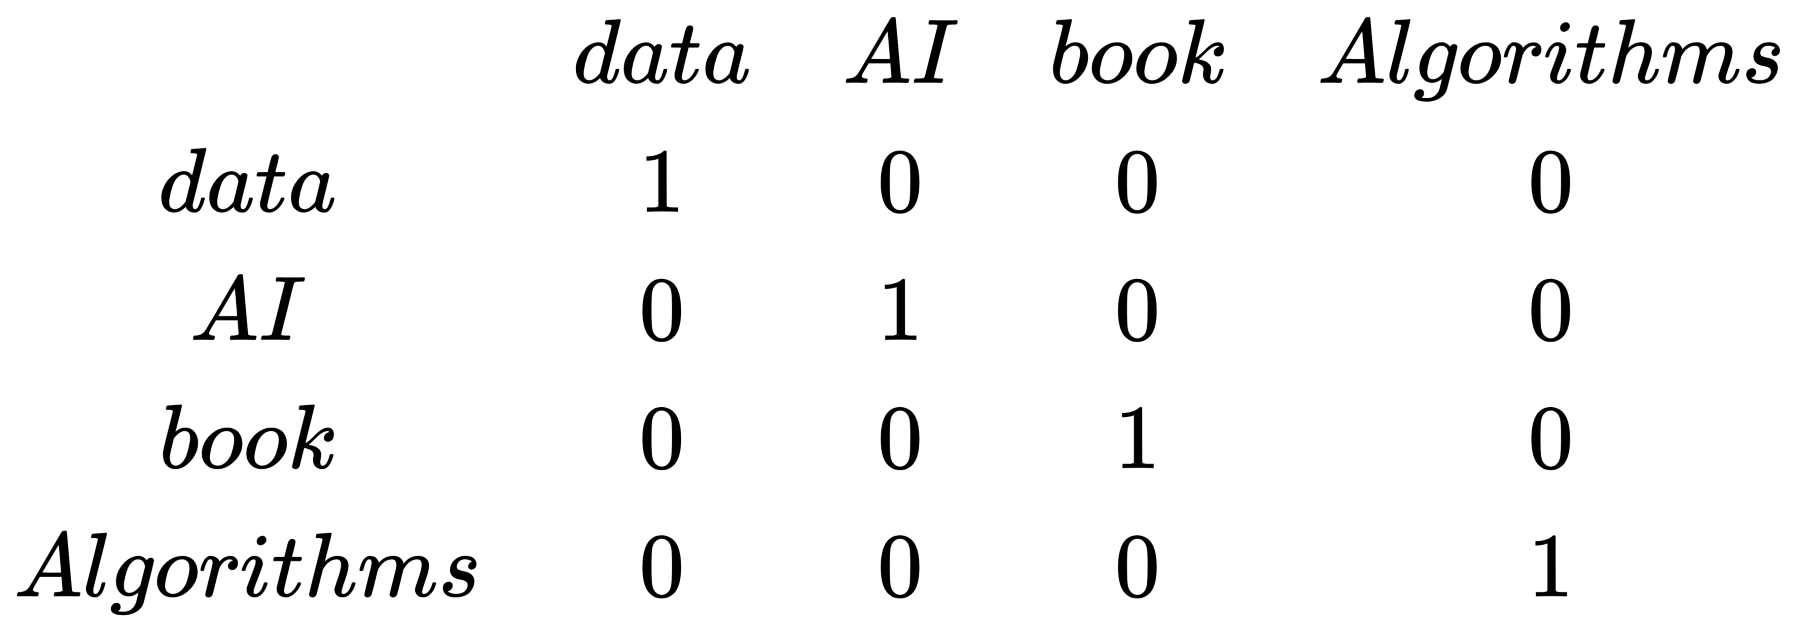 data AI book Algorithms
data 1 0 0 0
AI 0 1 0 0
book 0 0 1 0
Algorithms 0 0 0 1